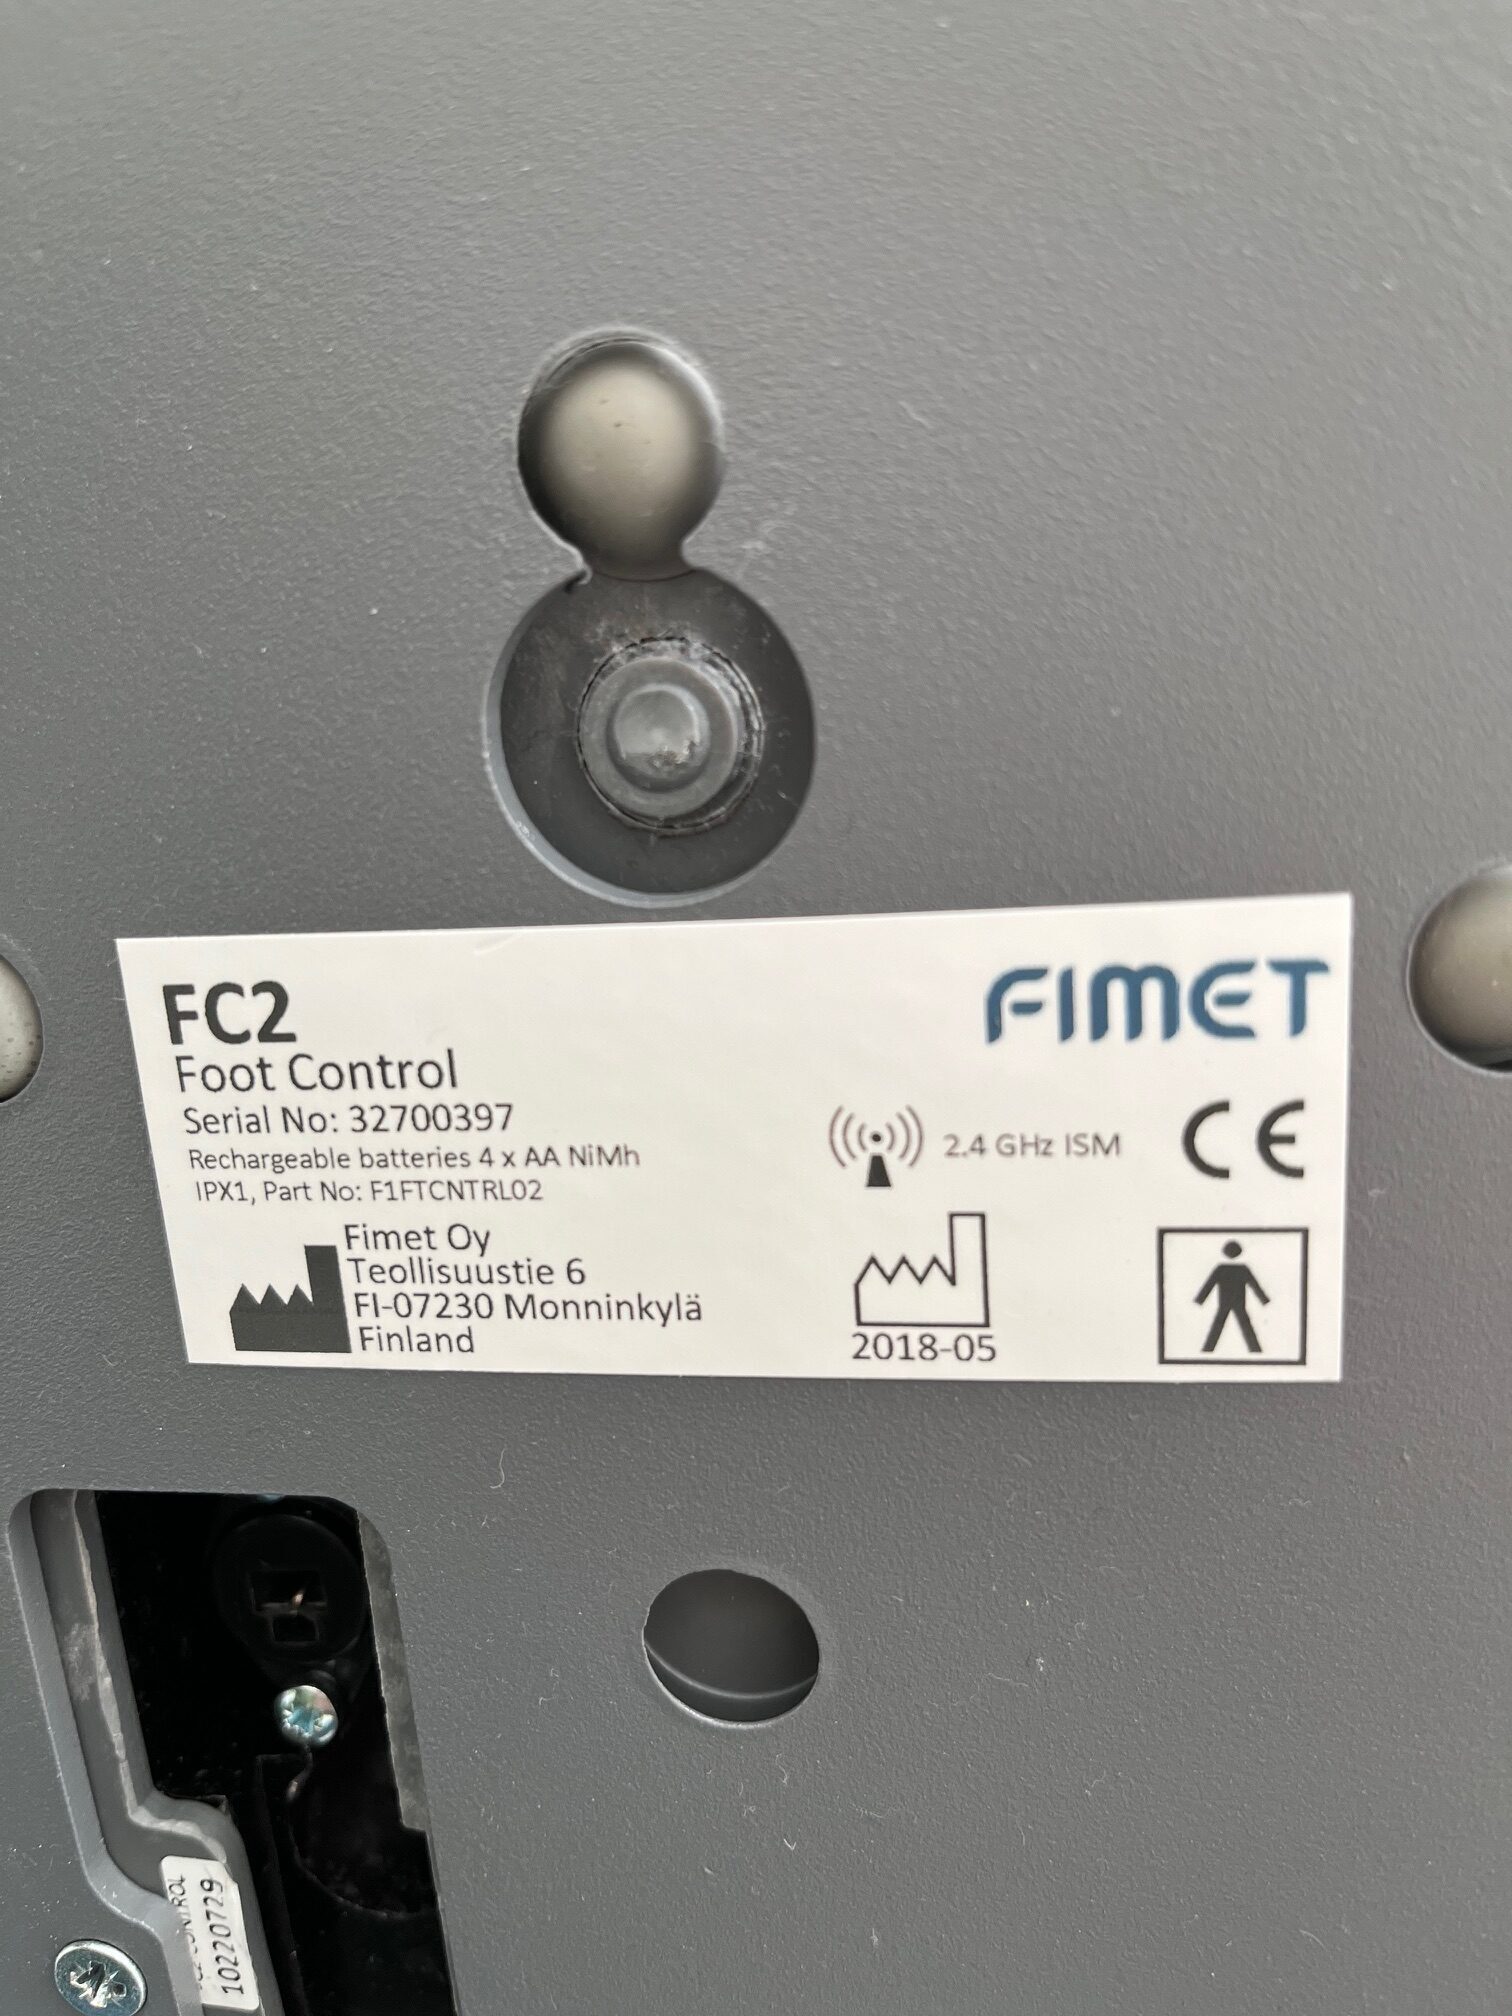 FC2
FIMET
Foot Control
Serial No: 32700397
Rechargeable batteries 4 x AA NiMh
IPX1, Part No: F1FTCNTRL02
2.4 GHz ISM
CE
Fimet Oy
Teollisuustie 6
FI-07230 Monninkylä
Finland
2018-05
10220729